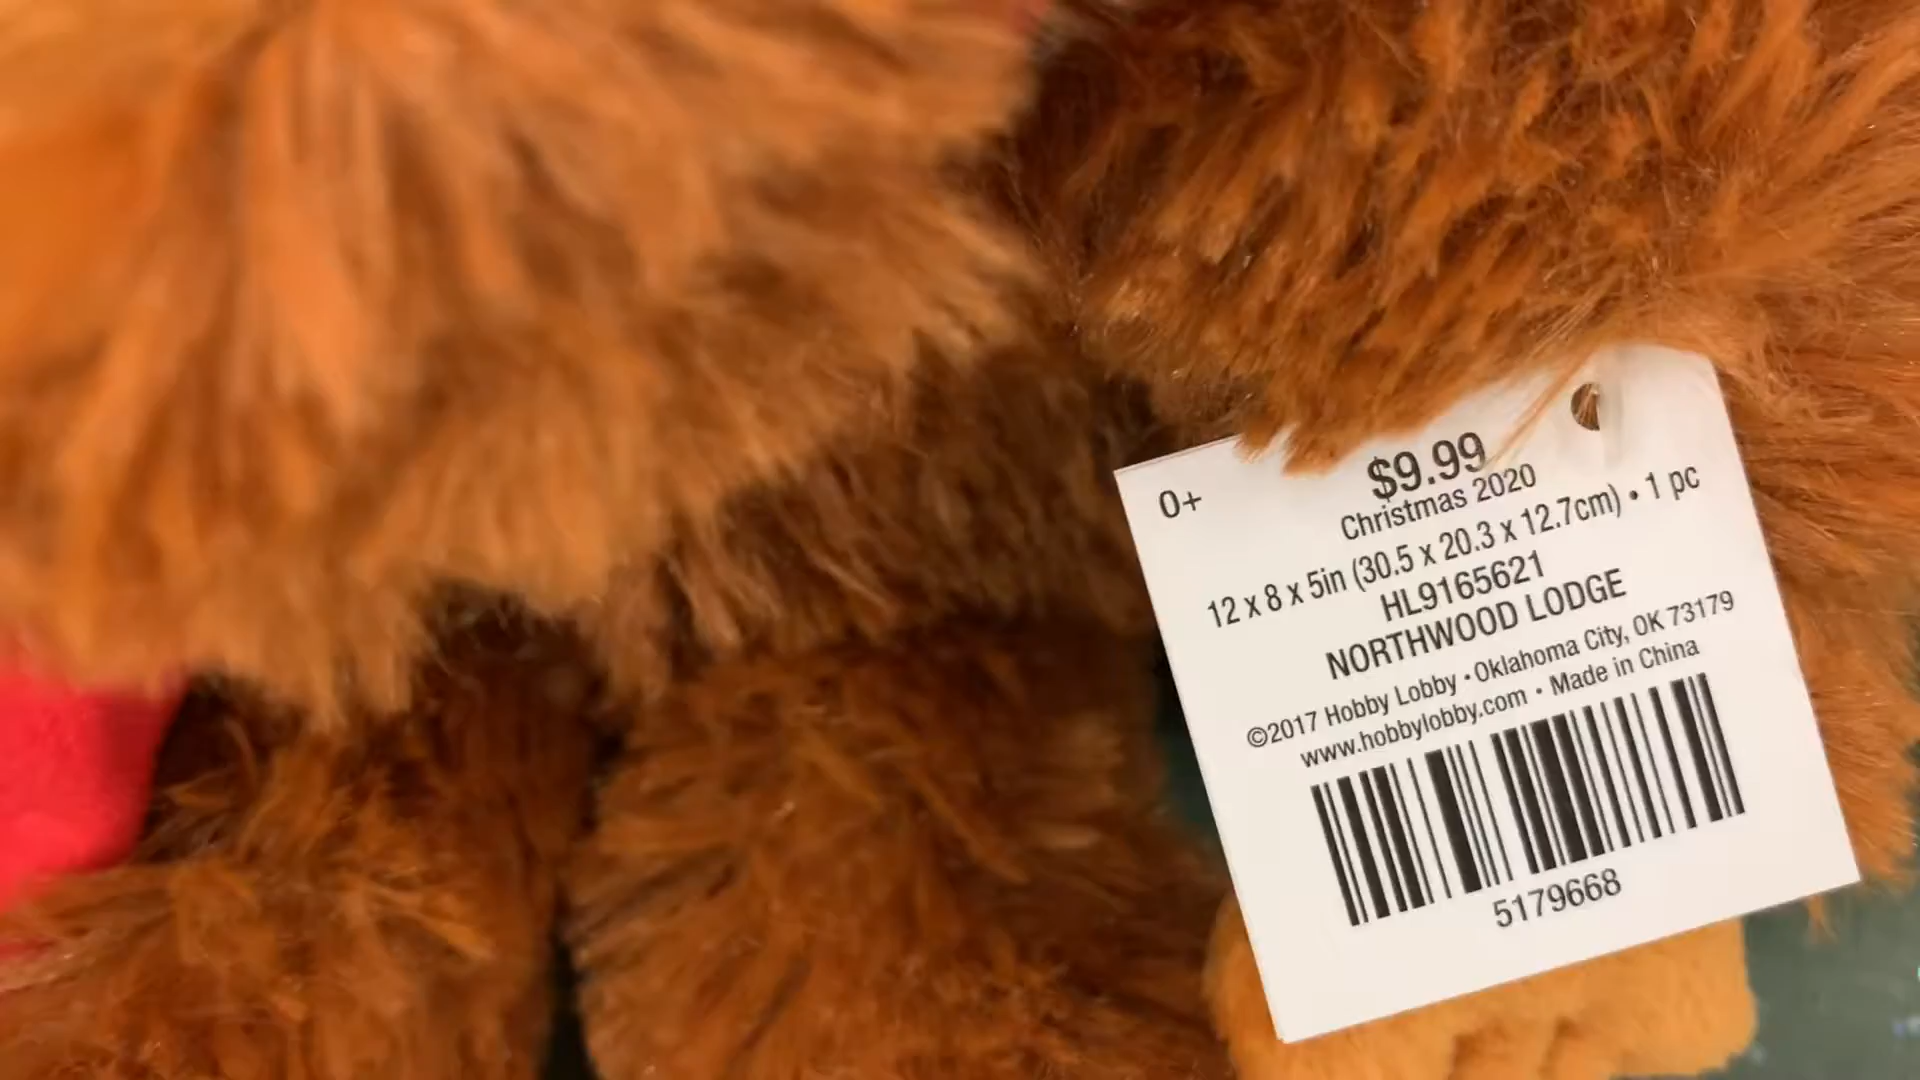 0+
$9.99
Christmas 2020
12 x 8 x 5in (30.5 x 20.3 x 12.7cm) • 1 pc
HL9165621
NORTHWOOD LODGE
©2017 Hobby Lobby • Oklahoma City, OK 73179
www.hobbylobby.com • Made in China
5179668